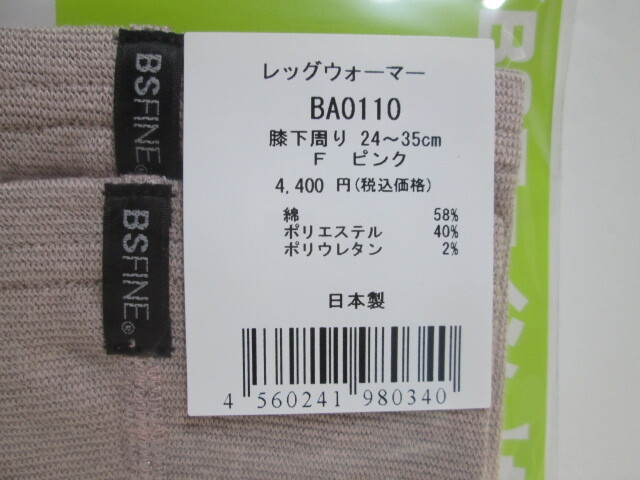 BSFINE
BSFINE®
レッグウォーマー
BA0110
膝下周り 24～35cm
F ピンク
4,400 円(税込価格)
綿 58%
ポリエステル 40%
ポリウレタン 2%
日本製
4 560241 980340